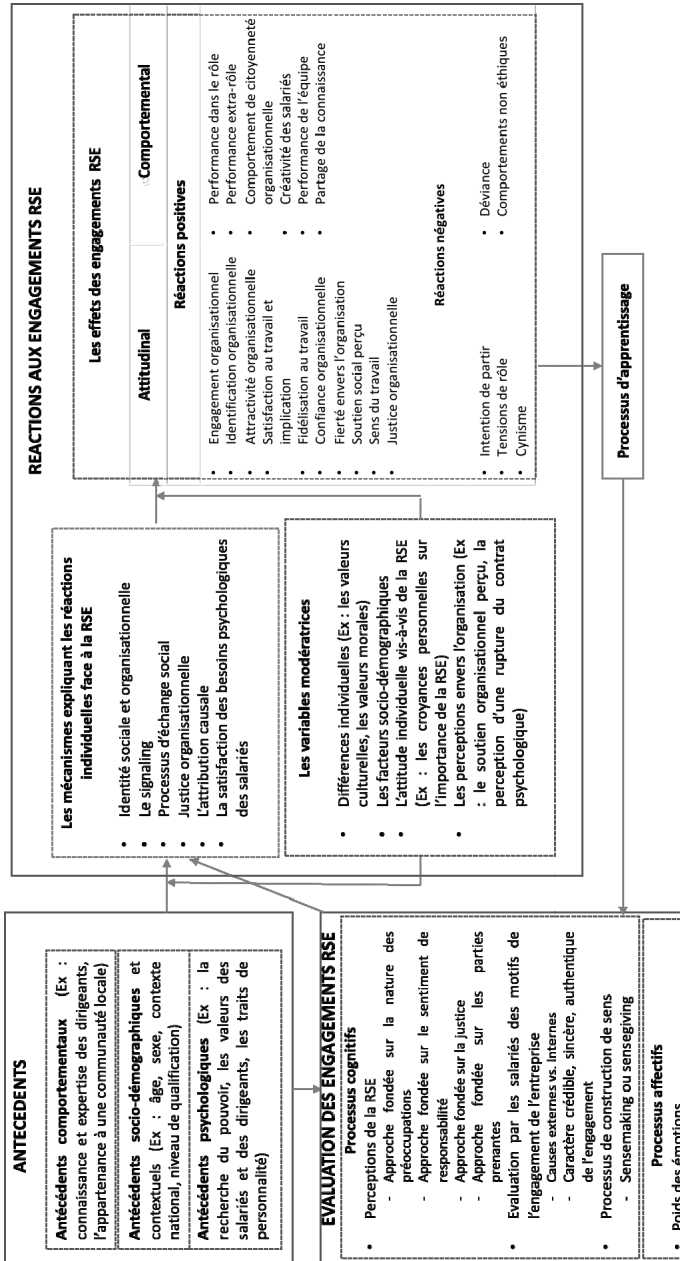 ANTECEDENTS
Antécédents comportementaux (Ex :
connaissance et expertise des dirigeants,
l'appartenance à une communauté locale)
Antécédents socio-démographiques et
contextuels (Ex : âge, sexe, contexte
national, niveau de qualification)
Antécédents psychologiques (Ex : la
recherche du pouvoir, les valeurs des
salariés et des dirigeants, les traits de
personnalité)
EVALUATION DES ENGAGEMENTS RSE
Processus cognitifs
• Perceptions de la RSE
- Approche fondée sur la nature des
préoccupations
- Approche fondée sur le sentiment de
responsabilité
- Approche fondée sur la justice
- Approche fondée sur les parties
prenantes
• Evaluation par les salariés des motifs de
l'engagement de l'entreprise
- Causes externes vs. Internes
- Caractère crédible, sincère, authentique
de l'engagement
• Processus de construction de sens
- Sensemaking ou sensegiving
Processus affectifs
• Poids des émotions
REACTIONS AUX ENGAGEMENTS RSE
Les mécanismes expliquant les réactions
individuelles face à la RSE
• Identité sociale et organisationnelle
• Le signaling
• Processus d'échange social
• Justice organisationnelle
• L'attribution causale
• La satisfaction des besoins psychologiques
des salariés
Les variables modératrices
• Différences individuelles (Ex : les valeurs
culturelles, les valeurs morales)
• Les facteurs socio-démographiques
• L'attitude individuelle vis-à-vis de la RSE
(Ex : les croyances personnelles sur
l'importance de la RSE)
• Les perceptions envers l'organisation (Ex
: le soutien organisationnel perçu, la
perception d'une rupture du contrat
psychologique)
Les effets des engagements RSE
Attitudinal
Comportemental
Réactions positives
• Engagement organisationnel
• Identification organisationnelle
• Attractivité organisationnelle
• Satisfaction au travail et
implication
• Fidélisation au travail
• Confiance organisationnelle
• Fierté envers l'organisation
• Soutien social perçu
• Sens du travail
• Justice organisationnelle
• Performance dans le rôle
• Performance extra-rôle
• Comportement de citoyenneté
organisationnelle
• Créativité des salariés
• Performance de l'équipe
• Partage de la connaissance
Réactions négatives
• Intention de partir
• Tensions de rôle
• Cynisme
• Déviance
• Comportements non éthiques
Processus d'apprentissage